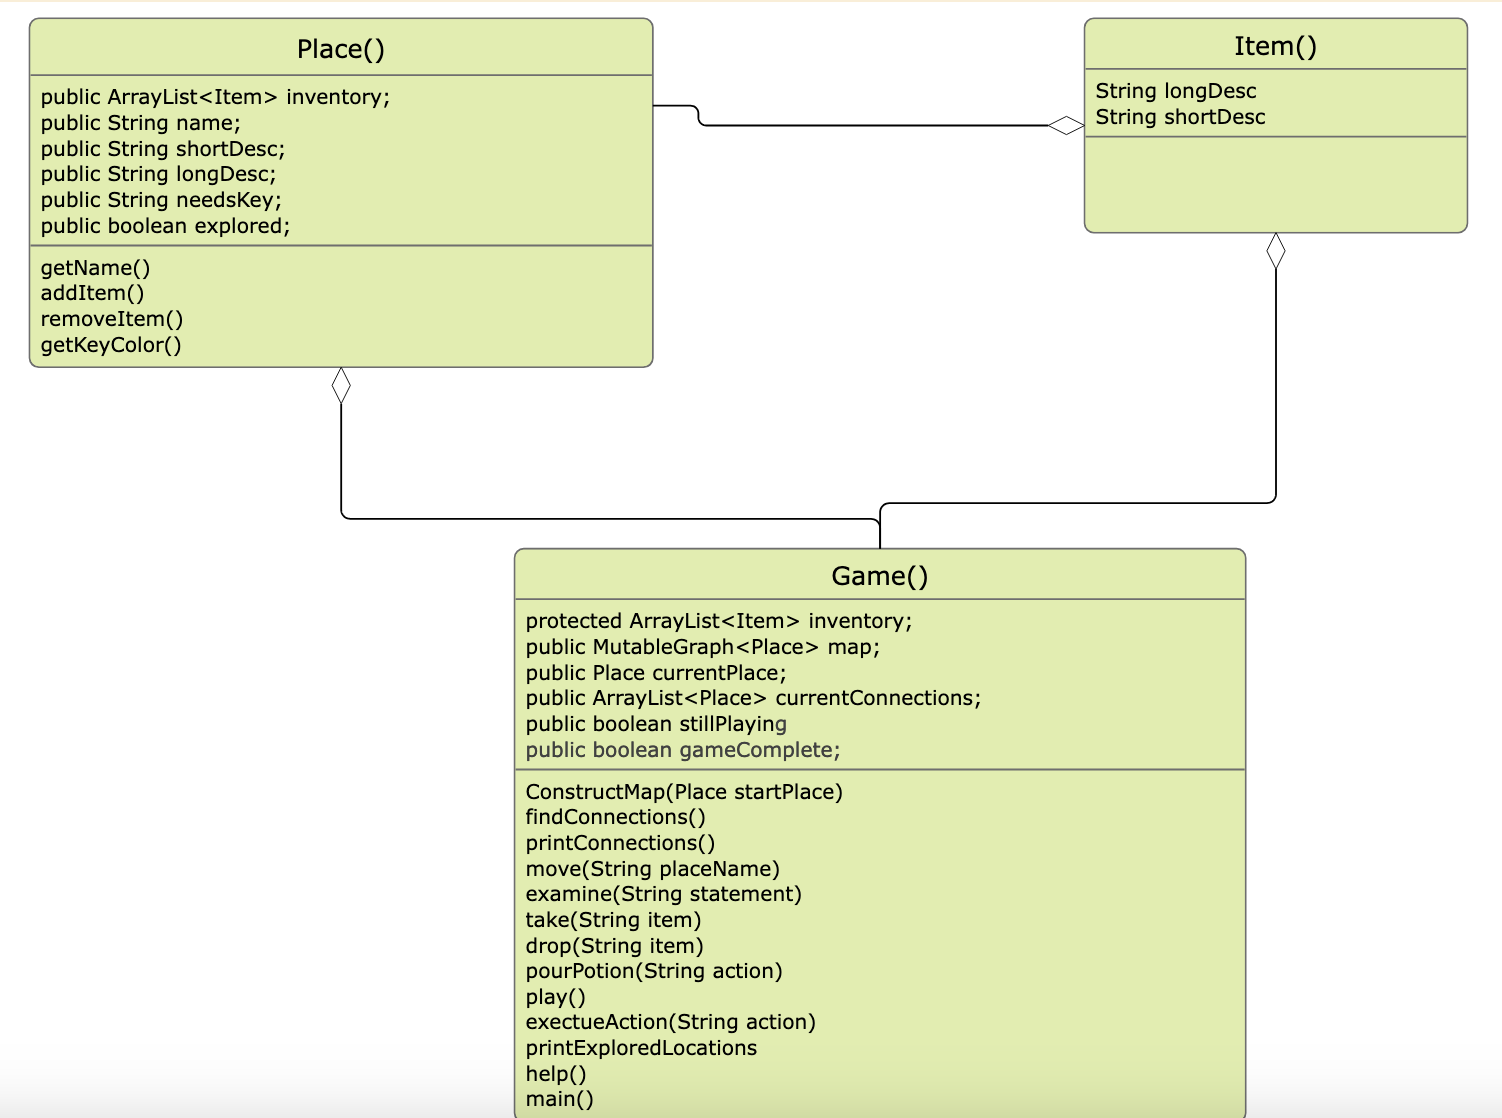 Place()
public ArrayList<Item> inventory;
public String name;
public String shortDesc;
public String longDesc;
public String needsKey;
public boolean explored;
getName()
addItem()
removeItem()
getKeyColor()
Item()
String longDesc
String shortDesc
Game()
protected ArrayList<Item> inventory;
public MutableGraph<Place> map;
public Place currentPlace;
public ArrayList<Place> currentConnections;
public boolean stillPlaying
public boolean gameComplete;
ConstructMap(Place startPlace)
findConnections()
printConnections()
move(String placeName)
examine(String statement)
take(String item)
drop(String item)
pourPotion(String action)
play()
exectueAction(String action)
printExploredLocations
help()
main()